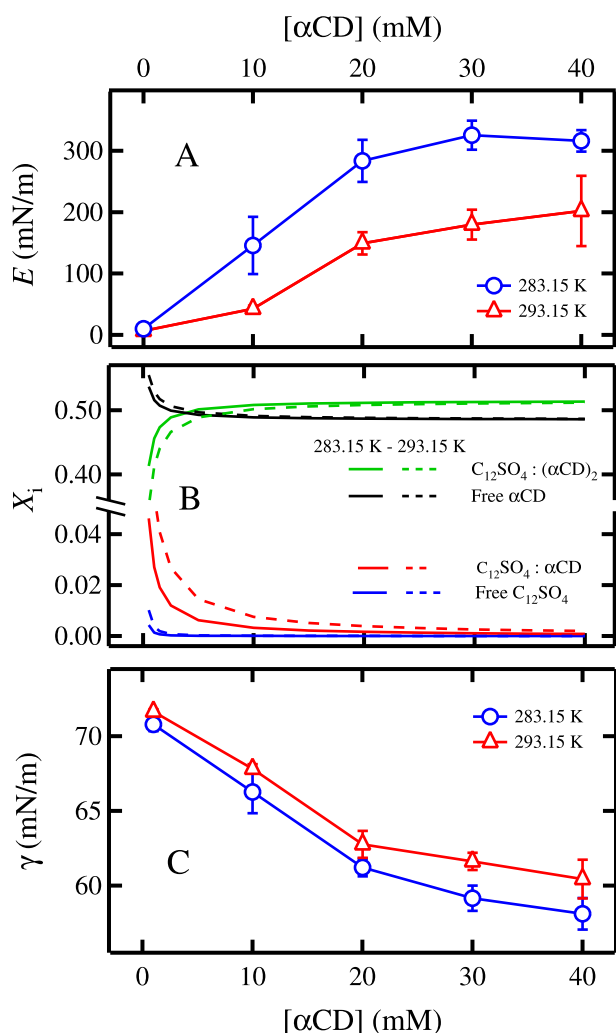 [αCD] (mM)
0 10 20 30 40
A
E (mN/m)
300
200
100
0
283.15 K
293.15 K
B
X_i
0.50
0.40
0.04
0.02
0.00
283.15 K - 293.15 K
C₁₂SO₄ : (αCD)₂
Free αCD
C₁₂SO₄ : αCD
Free C₁₂SO₄
C
γ (mN/m)
70
65
60
283.15 K
293.15 K
0 10 20 30 40
[αCD] (mM)